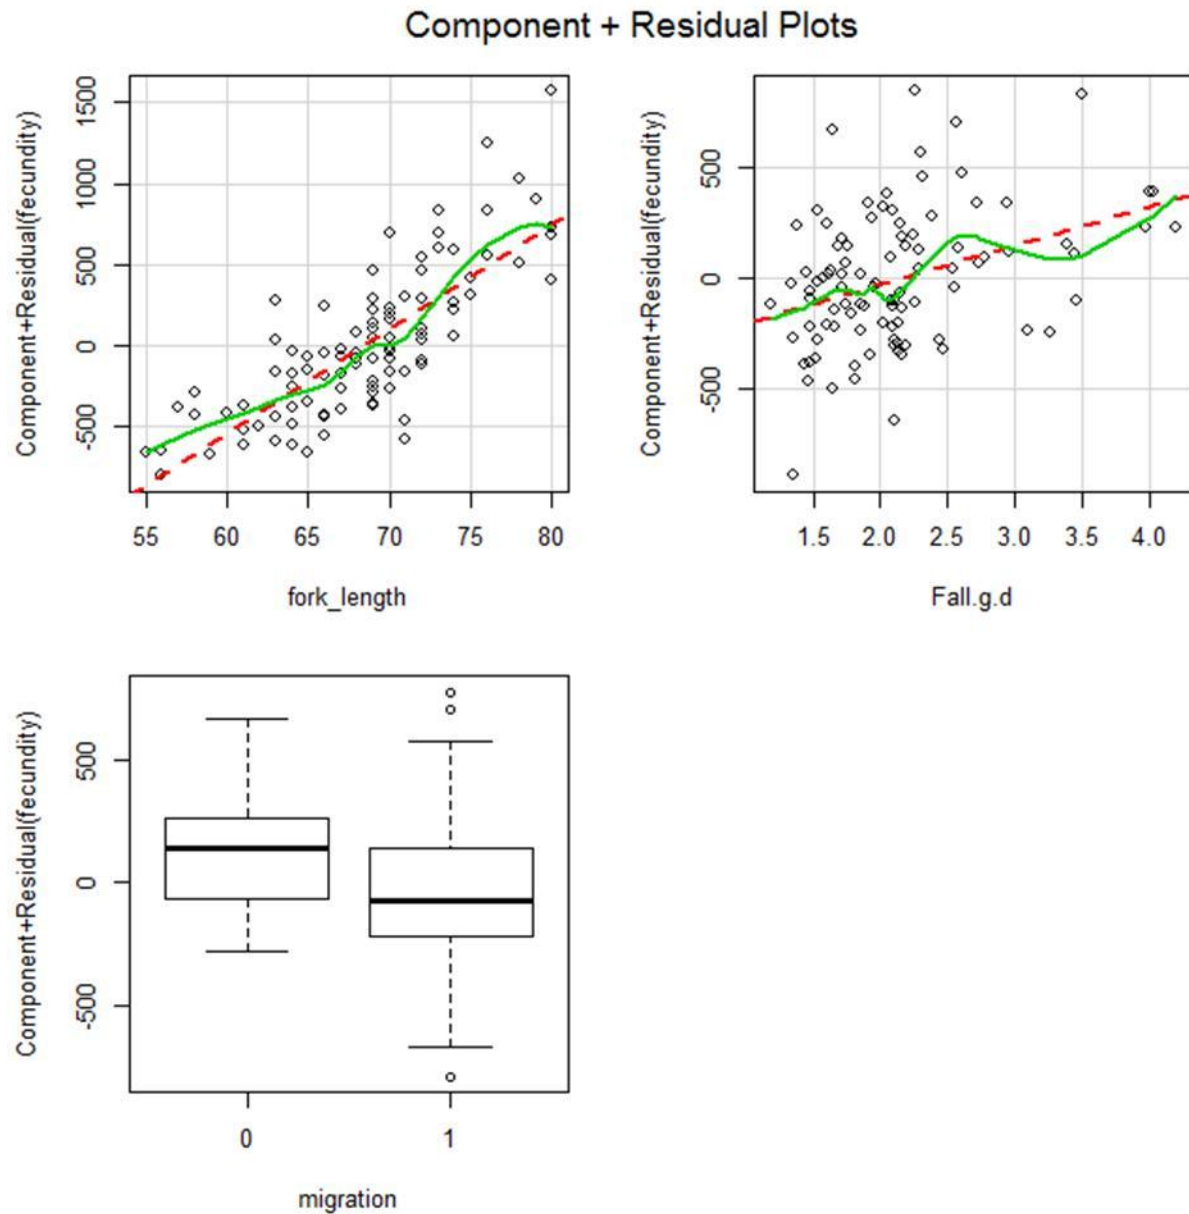 Component + Residual Plots
Component+Residual(fecundity)
1500
1000
500
0
-500
55 60 65 70 75 80
fork_length
Component+Residual(fecundity)
500
0
-500
1.5 2.0 2.5 3.0 3.5 4.0
Fall.g.d
Component+Residual(fecundity)
500
0
-500
0 1
migration